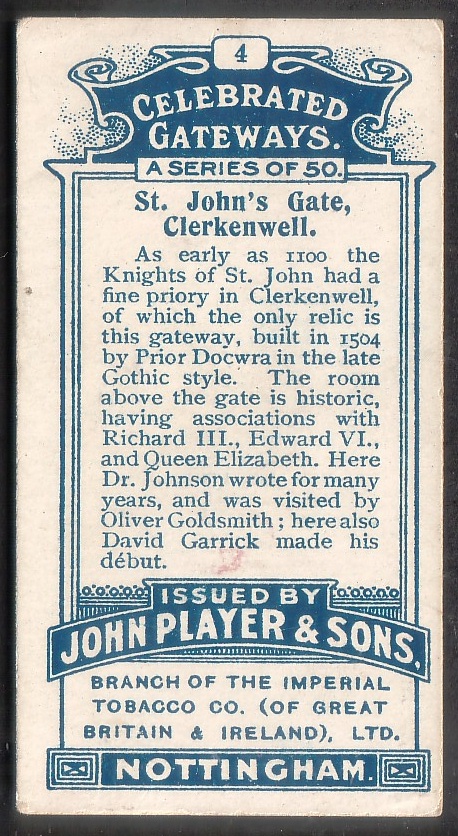 4
CELEBRATED
GATEWAYS.
A SERIES OF 50.
St. John's Gate,
Clerkenwell.
As early as 1100 the
Knights of St. John had a
fine priory in Clerkenwell,
of which the only relic is
this gateway, built in 1504
by Prior Docwra in the late
Gothic style. The room
above the gate is historic,
having associations with
Richard III., Edward VI.,
and Queen Elizabeth. Here
Dr. Johnson wrote for many
years, and was visited by
Oliver Goldsmith; here also
David Garrick made his
début.
ISSUED BY
JOHN PLAYER & SONS.
BRANCH OF THE IMPERIAL
TOBACCO CO. (OF GREAT
BRITAIN & IRELAND), LTD.
NOTTINGHAM.